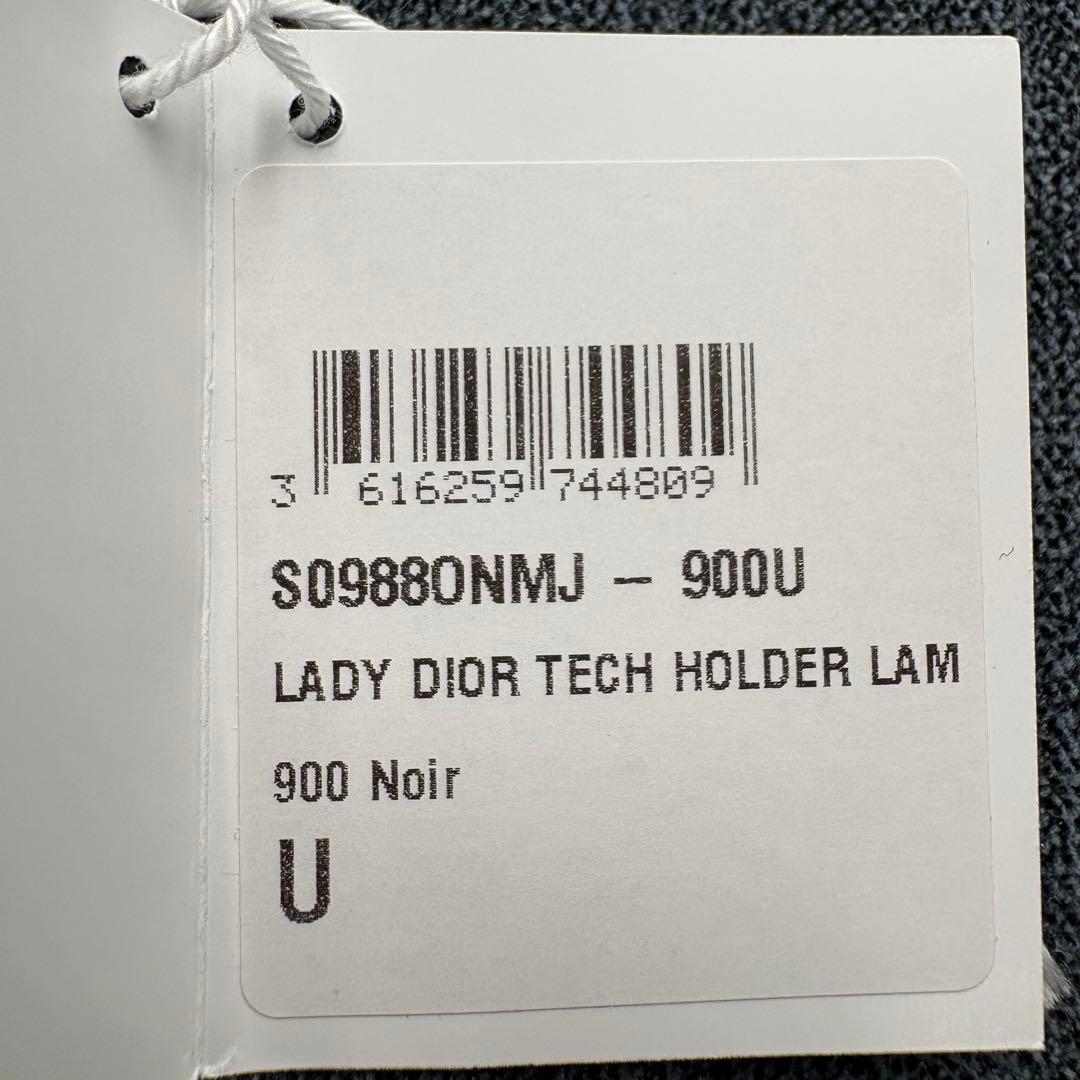 3 616259 744809
S0988ONMJ – 900U
LADY DIOR TECH HOLDER LAM
900 Noir
U